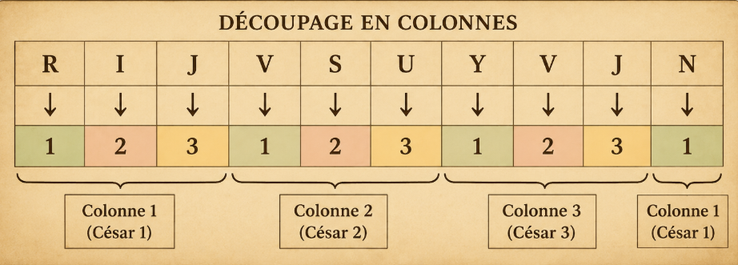 DÉCOUPAGE EN COLONNES
R I J V S U Y V J N
↓ ↓ ↓ ↓ ↓ ↓ ↓ ↓ ↓ ↓
1 2 3 1 2 3 1 2 3 1
Colonne 1 Colonne 2 Colonne 3 Colonne 1
(César 1) (César 2) (César 3) (César 1)